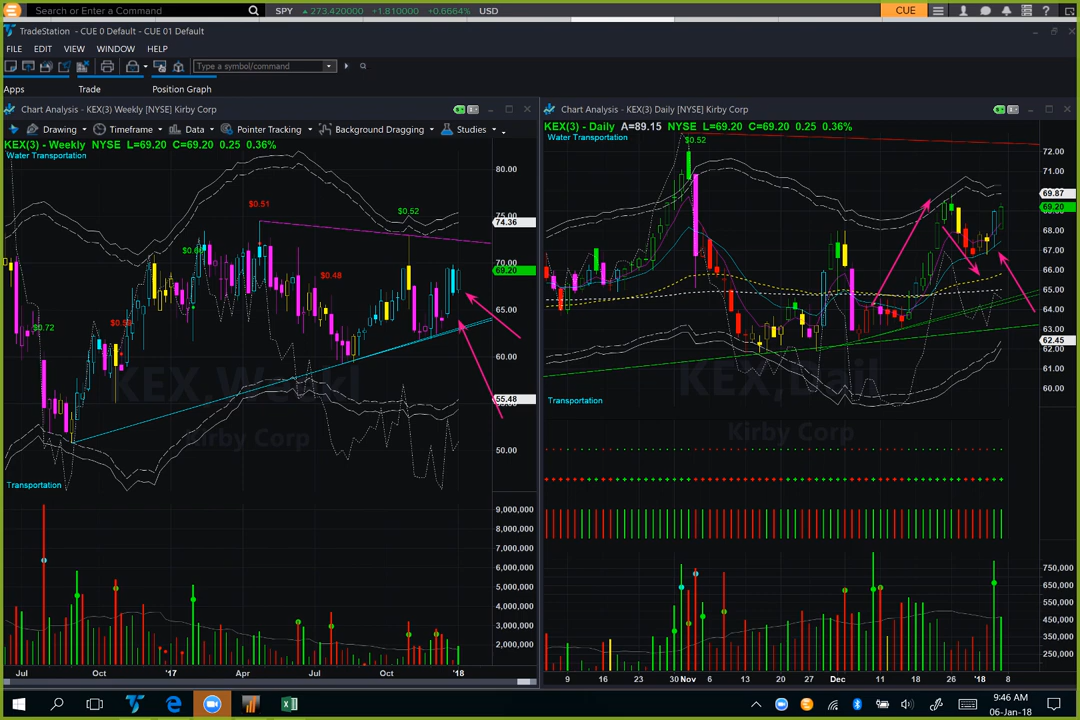 Search or Enter a Command
SPY 273.420000 +1.810000 +0.6664% USD
CUE
TradeStation - CUE 0 Default - CUE 01 Default
FILE EDIT VIEW WINDOW HELP
Type a symbol/command
Apps Trade Position Graph
Chart Analysis - KEX(3) Weekly [NYSE] Kirby Corp
Drawing Timeframe Data Pointer Tracking Background Dragging Studies
KEX(3) - Weekly NYSE L=69.20 C=69.20 0.25 0.36%
Water Transportation
80.00
75.00
74.36
70.00
69.20
65.00
60.00
55.48
50.00
$0.72
$0.51
$0.48
$0.52
KEX,Weekl
Kirby Corp
Transportation
9,000,000
8,000,000
7,000,000
6,000,000
5,000,000
4,000,000
3,000,000
2,000,000
Jul Oct '17 Apr Jul Oct '18
Chart Analysis - KEX(3) Daily [NYSE] Kirby Corp
KEX(3) - Daily A=89.15 NYSE L=69.20 C=69.20 0.25 0.36%
Water Transportation
$0.52
72.00
71.00
69.87
69.20
68.00
67.00
66.00
65.00
64.00
63.00
62.45
62.00
61.00
60.00
KEX,Dail
Kirby Corp
Transportation
750,000
650,000
550,000
450,000
350,000
250,000
9 16 23 30 Nov 6 13 20 27 Dec 11 18 26 '18 8
9:46 AM
06-Jan-18